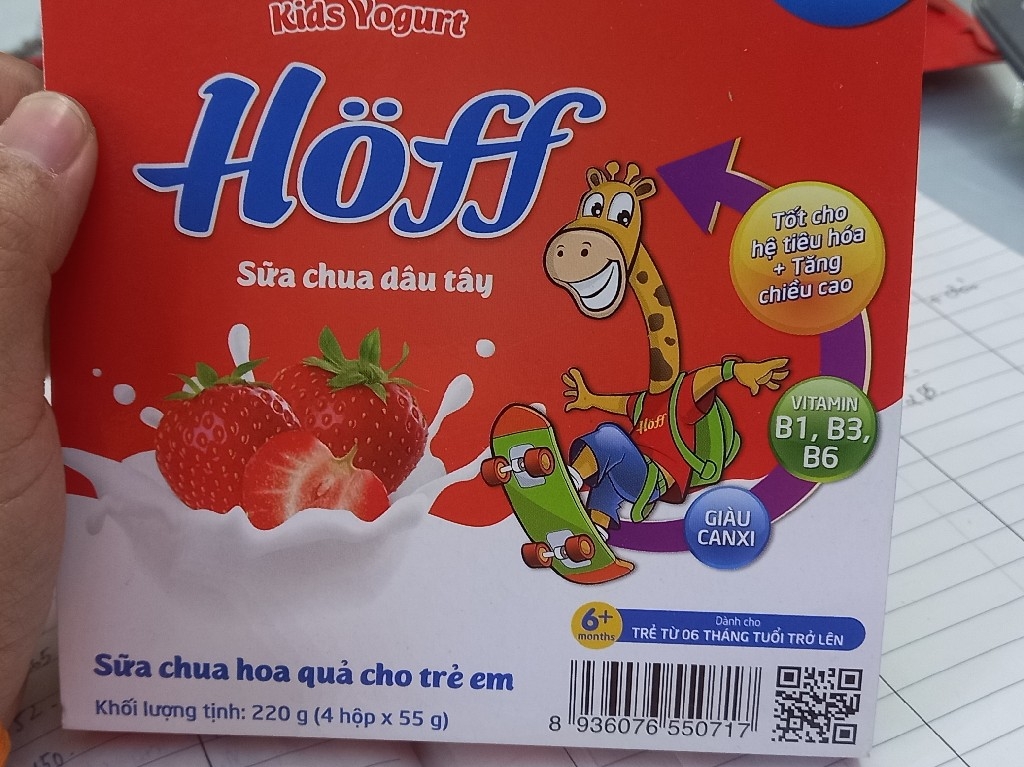 Kids Yogurt
Höff
Sữa chua dâu tây
Tốt cho
hệ tiêu hóa
+ Tăng
chiều cao
Höff
VITAMIN
B1, B3,
B6
GIÀU
CANXI
6+
months
Dành cho
TRẺ TỪ 06 THÁNG TUỔI TRỞ LÊN
Sữa chua hoa quả cho trẻ em
Khối lượng tịnh: 220 g (4 hộp x 55 g)
8 936076 550717